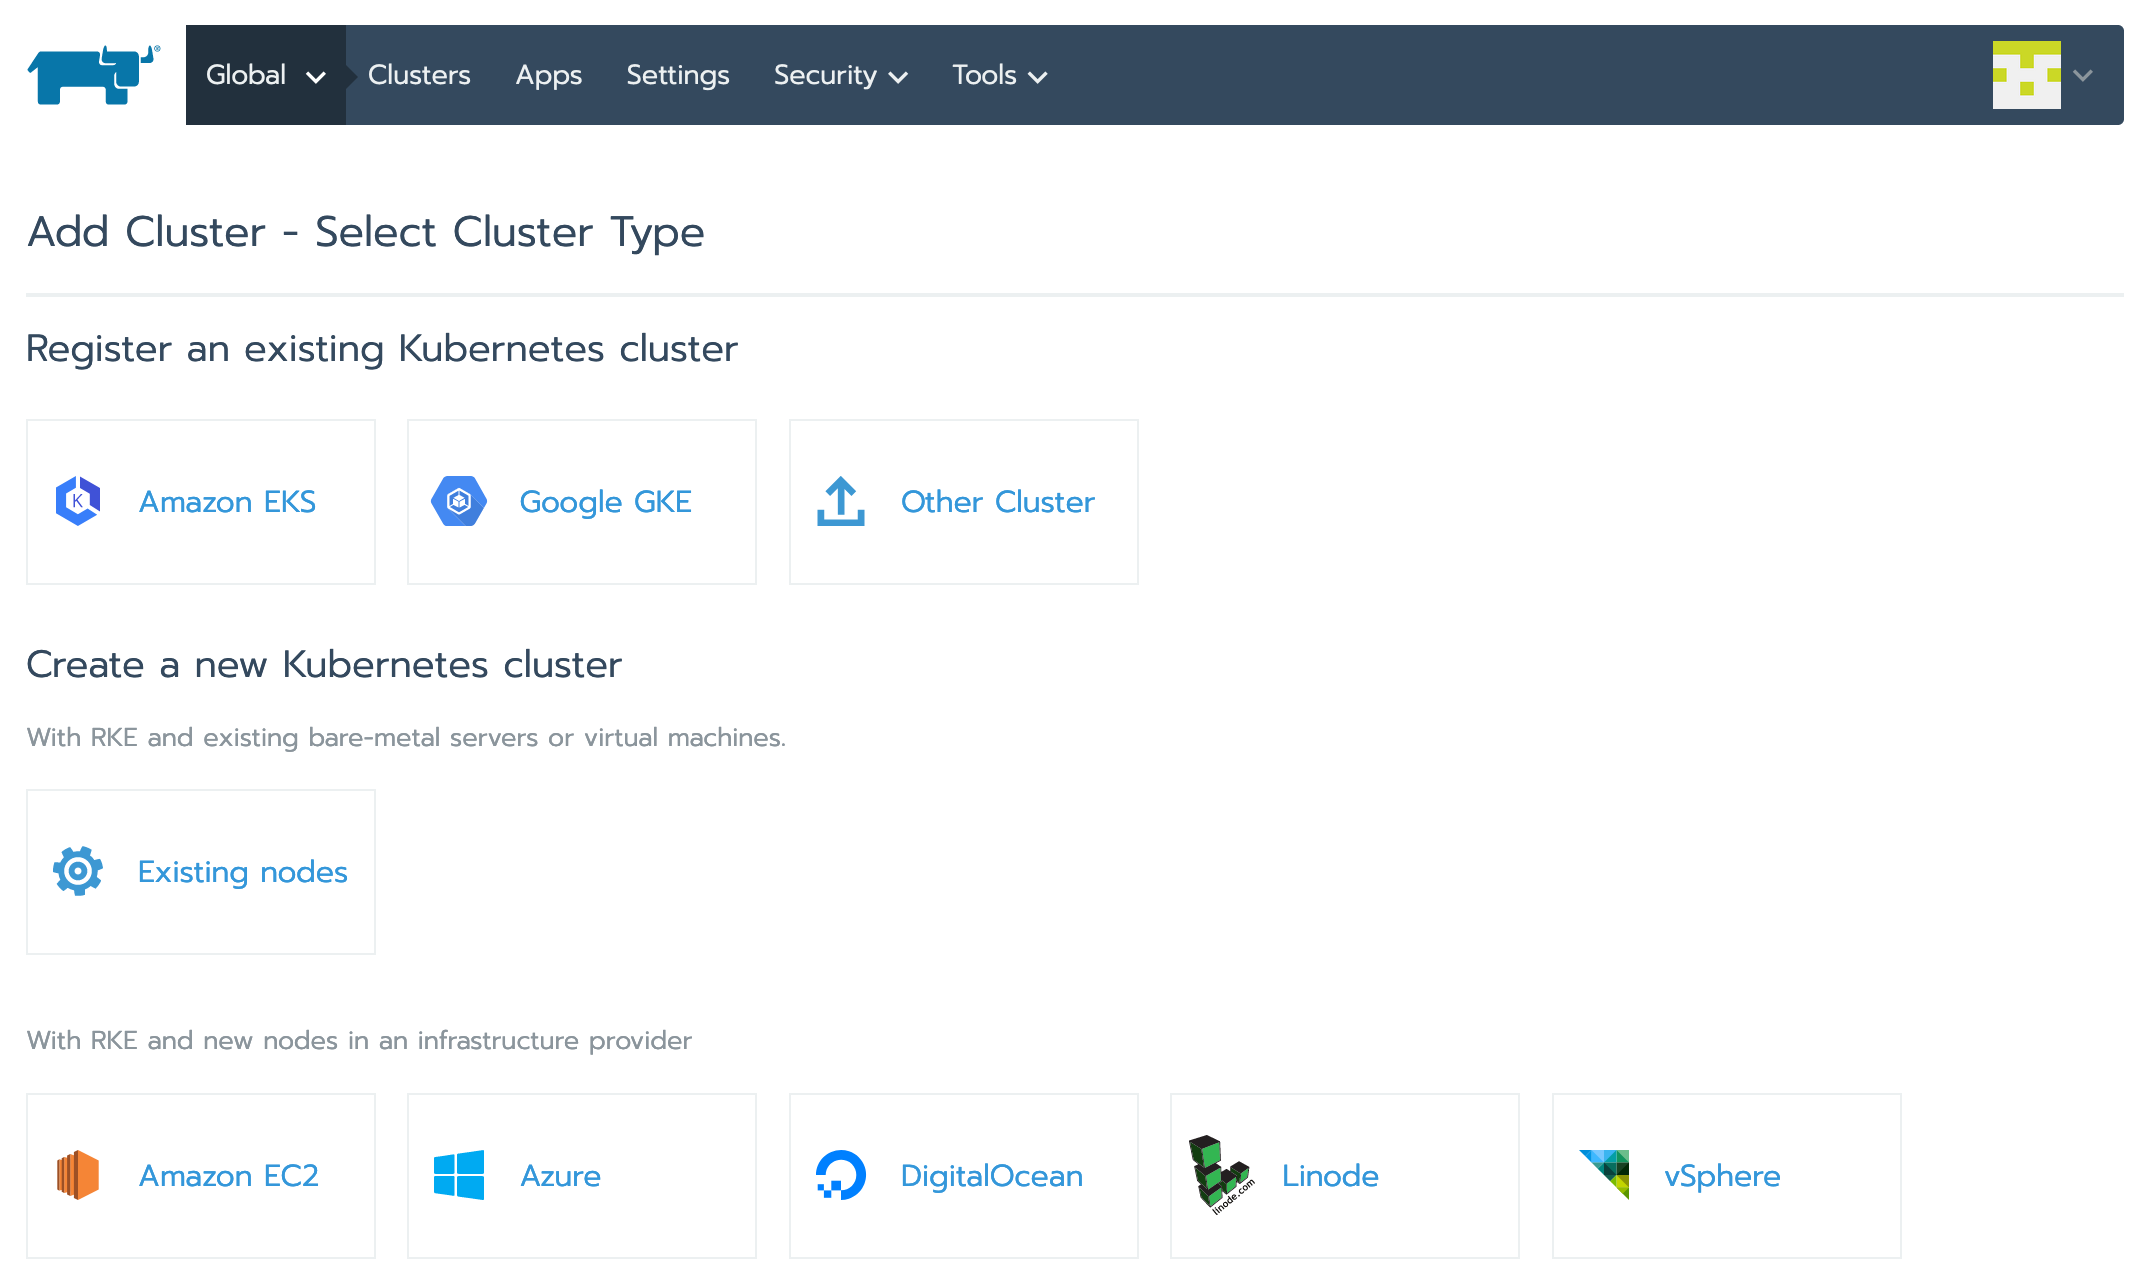 Global Clusters Apps Settings Security Tools
Add Cluster - Select Cluster Type
Register an existing Kubernetes cluster
K Amazon EKS Google GKE Other Cluster
Create a new Kubernetes cluster
With RKE and existing bare-metal servers or virtual machines.
Existing nodes
With RKE and new nodes in an infrastructure provider
Amazon EC2 Azure DigitalOcean linode.com Linode vSphere